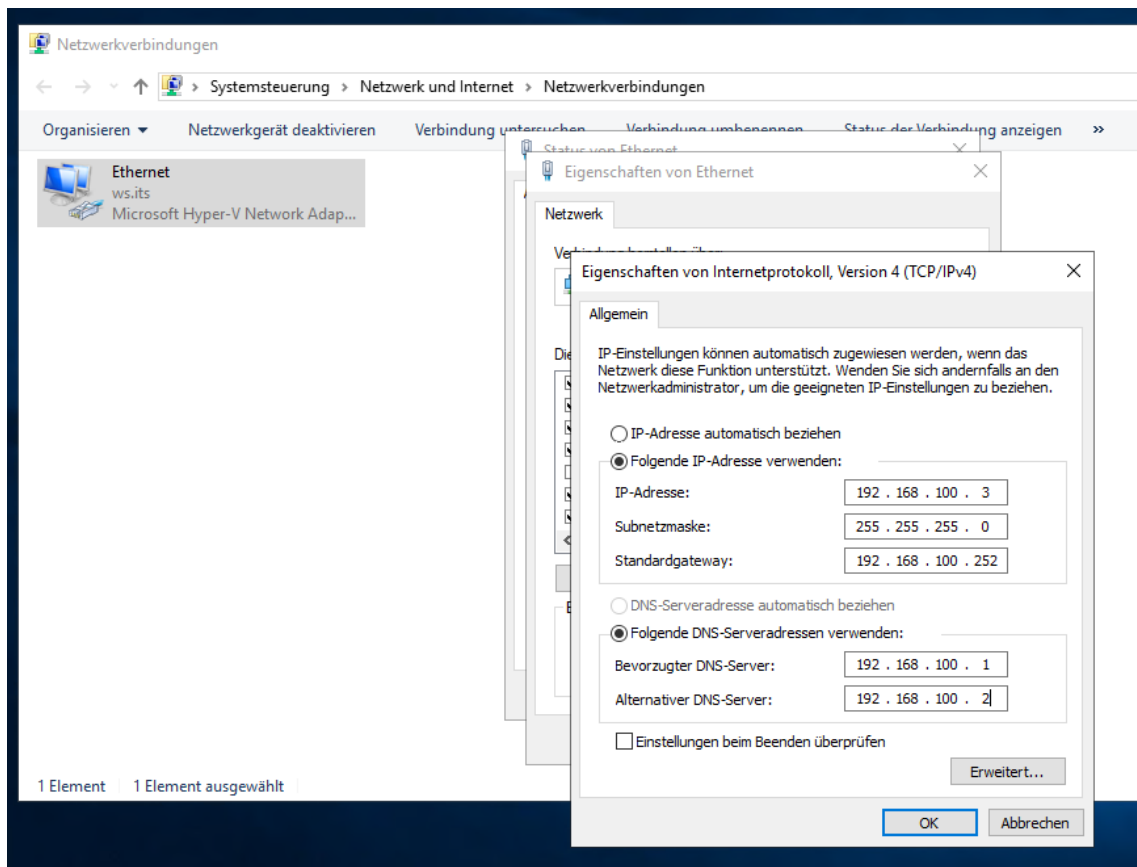 Netzwerkverbindungen
Systemsteuerung > Netzwerk und Internet > Netzwerkverbindungen
Organisieren Netzwerkgerät deaktivieren Verbindung untersuchen Verbindung umbenennen Status der Verbindung anzeigen »
Ethernet
ws.its
Microsoft Hyper-V Network Adap...
Status von Ethernet
Eigenschaften von Ethernet
Netzwerk
Verbindung herstellen über:
Die
Eigenschaften von Internetprotokoll, Version 4 (TCP/IPv4)
Allgemein
IP-Einstellungen können automatisch zugewiesen werden, wenn das
Netzwerk diese Funktion unterstützt. Wenden Sie sich andernfalls an den
Netzwerkadministrator, um die geeigneten IP-Einstellungen zu beziehen.
IP-Adresse automatisch beziehen
Folgende IP-Adresse verwenden:
IP-Adresse: 192 . 168 . 100 . 3
Subnetzmaske: 255 . 255 . 255 . 0
Standardgateway: 192 . 168 . 100 . 252
DNS-Serveradresse automatisch beziehen
Folgende DNS-Serveradressen verwenden:
Bevorzugter DNS-Server: 192 . 168 . 100 . 1
Alternativer DNS-Server: 192 . 168 . 100 . 2
Einstellungen beim Beenden überprüfen
Erweitert...
OK Abbrechen
1 Element 1 Element ausgewählt